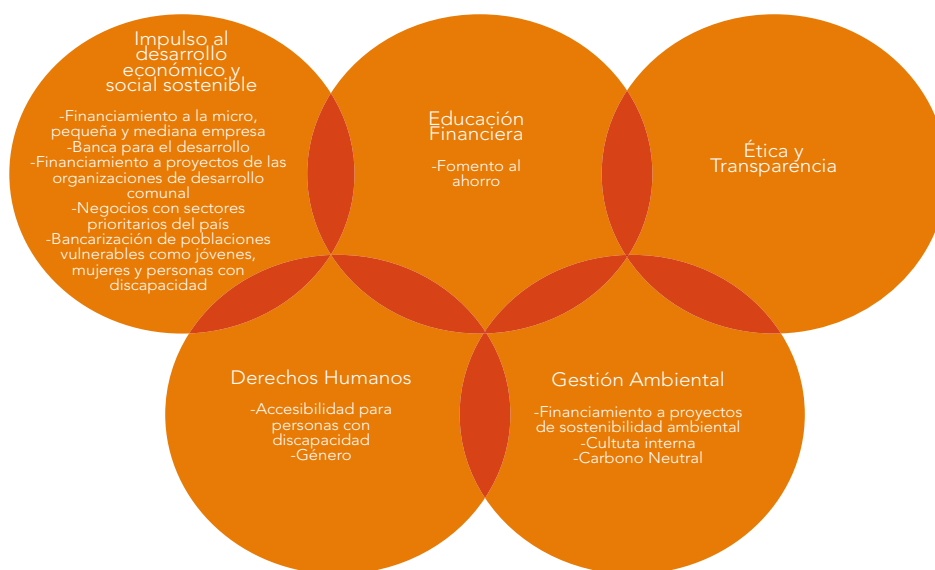 Impulso al
desarrollo
económico y
social sostenible
-Financiamiento a la micro,
pequeña y mediana empresa
-Banca para el desarrollo
-Financiamiento a proyectos de las
organizaciones de desarrollo
comunal
-Negocios con sectores
prioritarios del país
-Bancarización de poblaciones
vulnerables como jóvenes,
mujeres y personas con
discapacidad
Educación
Financiera
-Fomento al
ahorro
Ética y
Transparencia
Derechos Humanos
-Accesibilidad para
personas con
discapacidad
-Género
Gestión Ambiental
-Financiamiento a proyectos
de sostenibilidad ambiental
-Cultuta interna
-Carbono Neutral